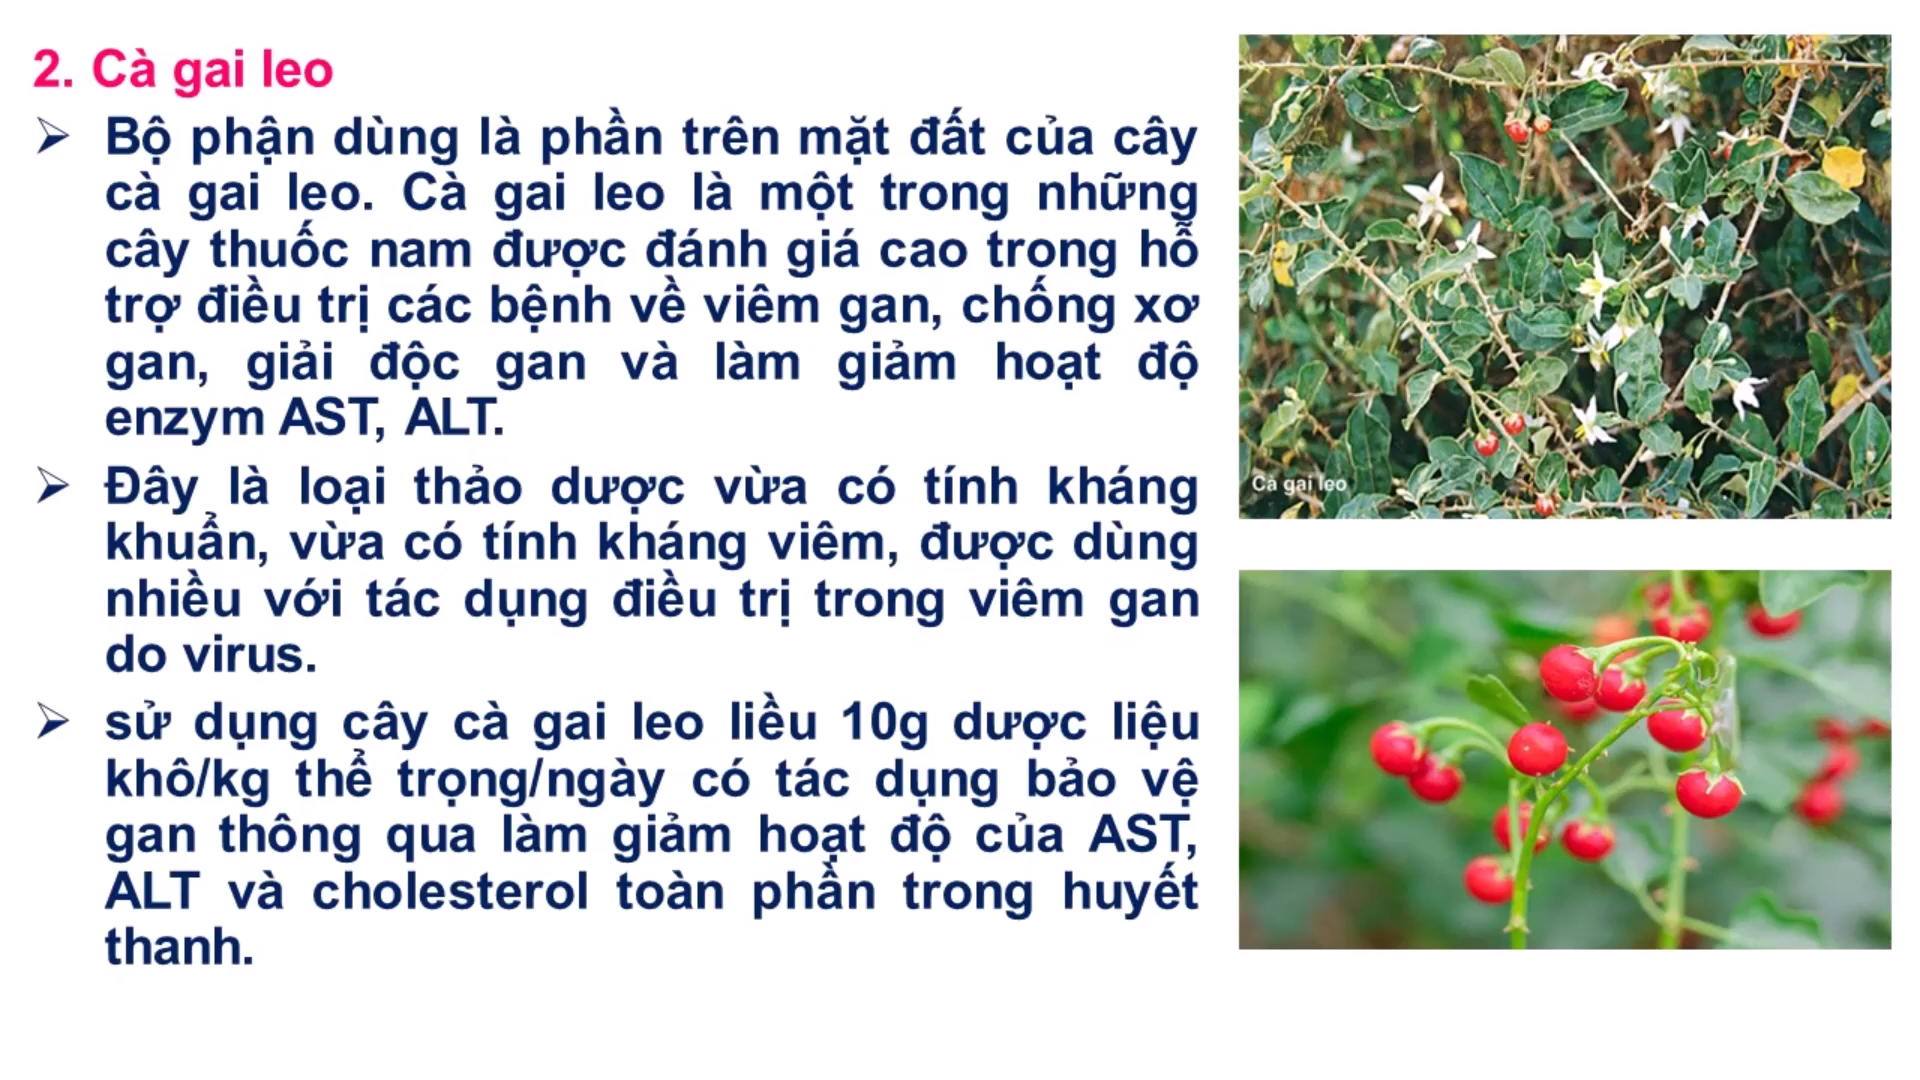 2. Cà gai leo
Bộ phận dùng là phần trên mặt đất của cây
cà gai leo. Cà gai leo là một trong những
cây thuốc nam được đánh giá cao trong hỗ
trợ điều trị các bệnh về viêm gan, chống xơ
gan, giải độc gan và làm giảm hoạt độ
enzym AST, ALT.
Đây là loại thảo dược vừa có tính kháng
khuẩn, vừa có tính kháng viêm, được dùng
nhiều với tác dụng điều trị trong viêm gan
do virus.
sử dụng cây cà gai leo liều 10g dược liệu
khô/kg thể trọng/ngày có tác dụng bảo vệ
gan thông qua làm giảm hoạt độ của AST,
ALT và cholesterol toàn phần trong huyết
thanh.
Cà gai leo